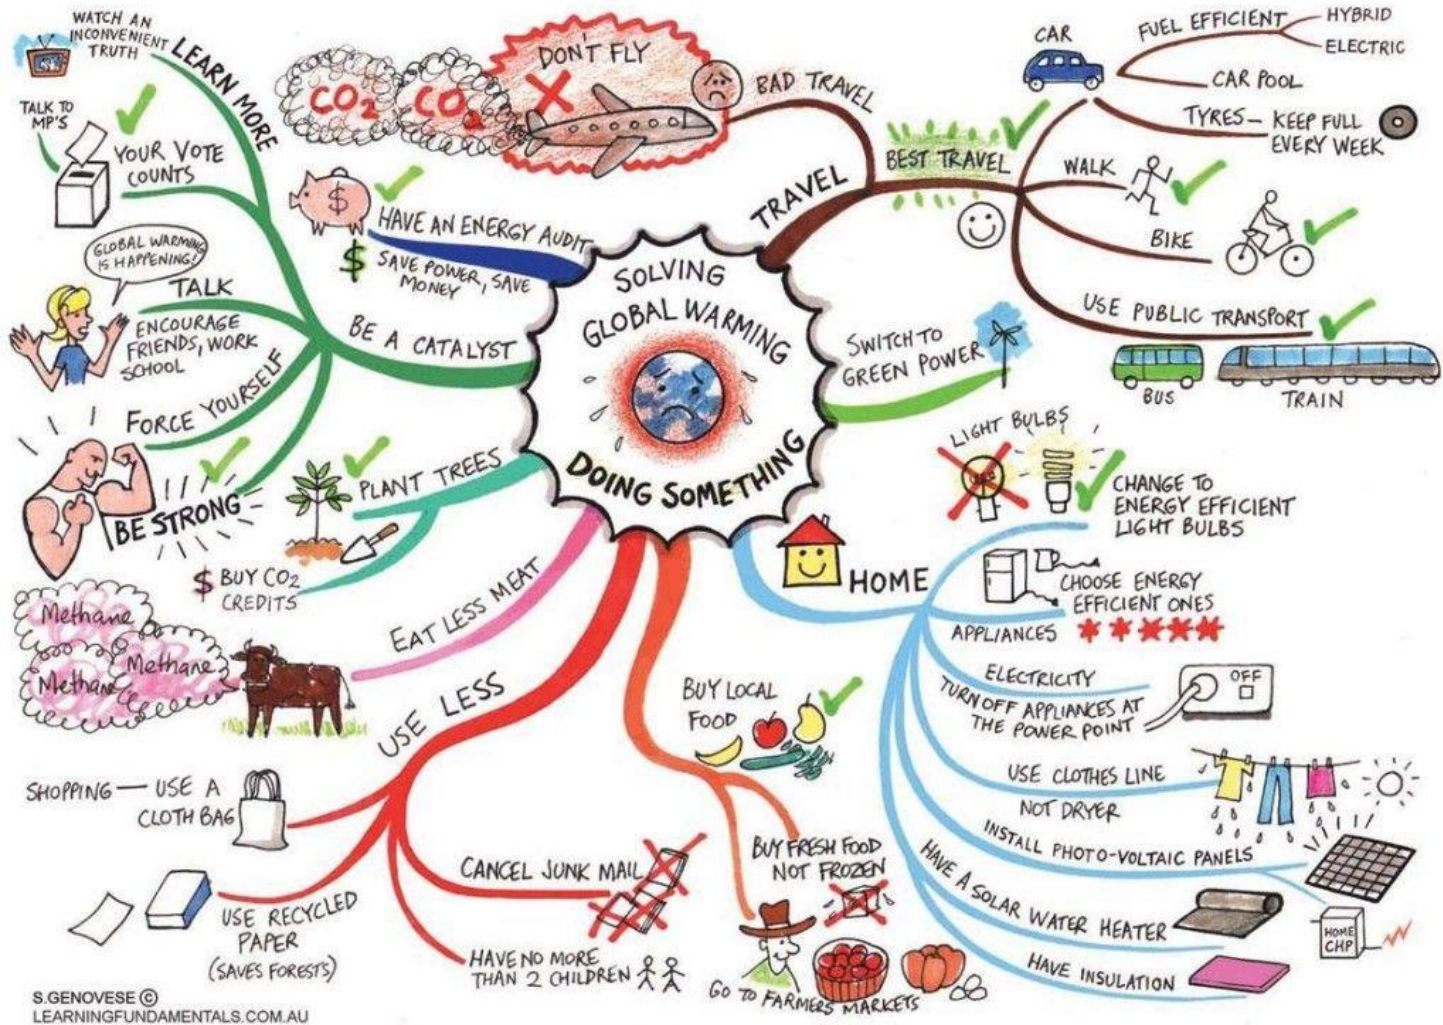 SOLVING
GLOBAL WARMING
DOING SOMETHING
WATCH AN
INCONVENIENT
TRUTH
LEARN MORE
TALK TO
MP'S
YOUR VOTE
COUNTS
GLOBAL WARMING
IS HAPPENING!
TALK
ENCOURAGE
FRIENDS, WORK
SCHOOL
FORCE YOURSELF
BE STRONG
BE A CATALYST
$
HAVE AN ENERGY AUDIT
$ SAVE POWER, SAVE
MONEY
CO2 CO2
DON'T FLY
BAD TRAVEL
TRAVEL
BEST TRAVEL
CAR
FUEL EFFICIENT
HYBRID
ELECTRIC
CAR POOL
TYRES — KEEP FULL
EVERY WEEK
WALK
BIKE
USE PUBLIC TRANSPORT
BUS
TRAIN
SWITCH TO
GREEN POWER
LIGHT BULBS
CHANGE TO
ENERGY EFFICIENT
LIGHT BULBS
HOME
CHOOSE ENERGY
EFFICIENT ONES
APPLIANCES
ELECTRICITY
TURN OFF APPLIANCES AT
THE POWER POINT
OFF
USE CLOTHES LINE
NOT DRYER
INSTALL PHOTO-VOLTAIC PANELS
HOME
CHP
HAVE A SOLAR WATER HEATER
HAVE INSULATION
PLANT TREES
$ BUY CO2
CREDITS
EAT LESS MEAT
Methane
Methane
Methane
USE LESS
SHOPPING — USE A
CLOTH BAG
USE RECYCLED
PAPER
(SAVES FORESTS)
CANCEL JUNK MAIL
HAVE NO MORE
THAN 2 CHILDREN
BUY LOCAL
FOOD
BUY FRESH FOOD
NOT FROZEN
GO TO FARMERS MARKETS
S.GENOVESE ©
LEARNINGFUNDAMENTALS.COM.AU